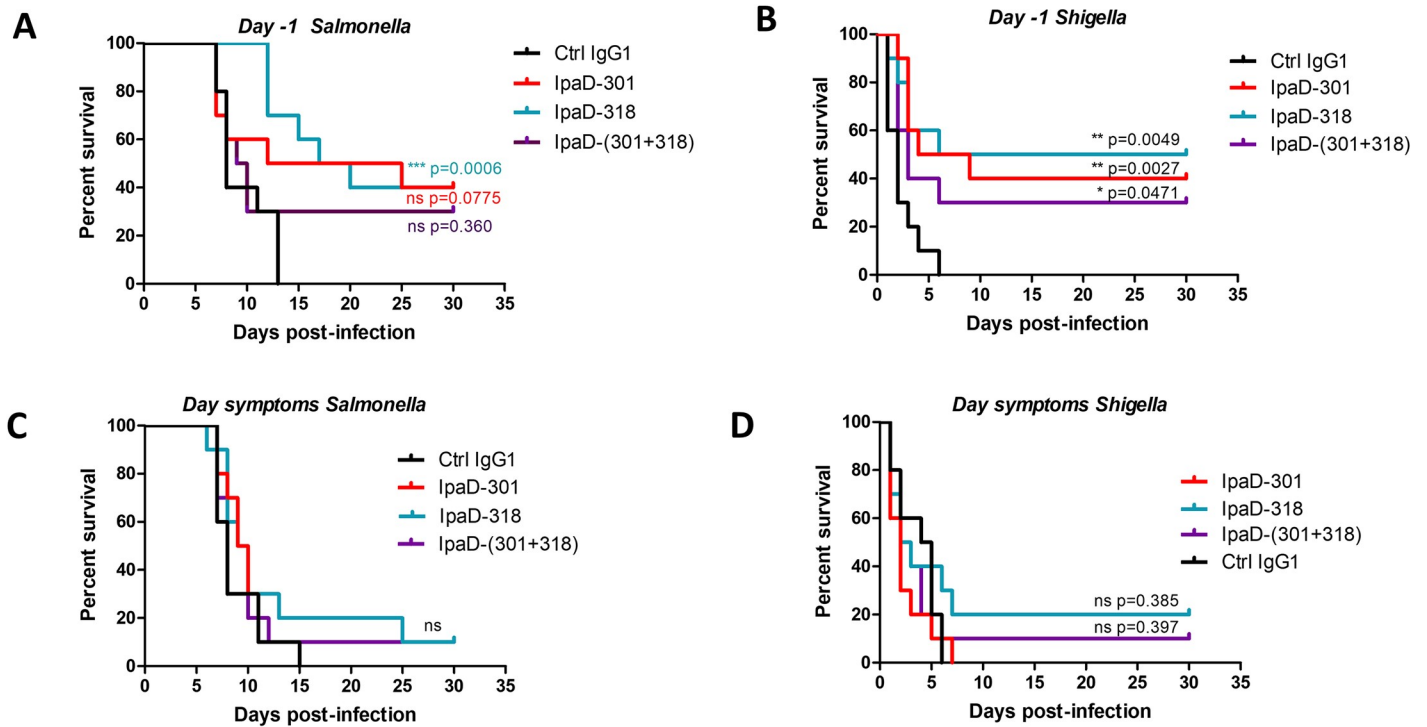 A
Day -1 Salmonella
Percent survival
100
80
60
40
20
0
0 5 10 15 20 25 30 35
Days post-infection
Ctrl IgG1
IpaD-301
IpaD-318
IpaD-(301+318)
*** p=0.0006
ns p=0.0775
ns p=0.360
B
Day -1 Shigella
Percent survival
100
80
60
40
20
0
0 5 10 15 20 25 30 35
Days post-infection
Ctrl IgG1
IpaD-301
IpaD-318
IpaD-(301+318)
** p=0.0049
** p=0.0027
* p=0.0471
C
Day symptoms Salmonella
Percent survival
100
80
60
40
20
0
0 5 10 15 20 25 30 35
Days post-infection
Ctrl IgG1
IpaD-301
IpaD-318
IpaD-(301+318)
ns
D
Day symptoms Shigella
Percent survival
100
80
60
40
20
0
0 5 10 15 20 25 30 35
Days post-infection
IpaD-301
IpaD-318
IpaD-(301+318)
Ctrl IgG1
ns p=0.385
ns p=0.397